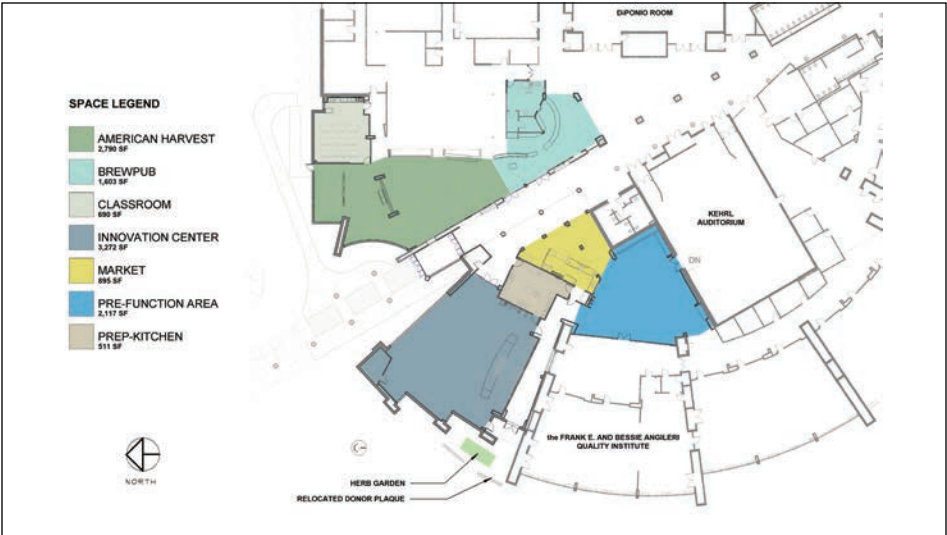 DiPONIO ROOM
SPACE LEGEND
AMERICAN HARVEST
2,790 SF
BREWPUB
1,603 SF
CLASSROOM
690 SF
INNOVATION CENTER
3,272 SF
MARKET
895 SF
PRE-FUNCTION AREA
2,117 SF
PREP-KITCHEN
511 SF
KEHRL
AUDITORIUM
DN
the FRANK E. AND BESSIE ANGILERI
QUALITY INSTITUTE
NORTH
HERB GARDEN
RELOCATED DONOR PLAQUE